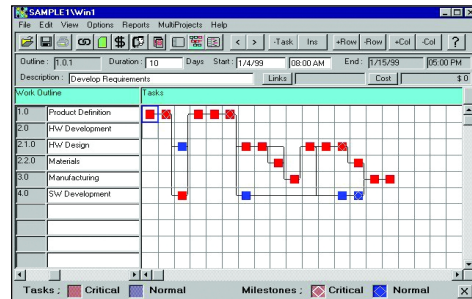 SAMPLE1\Win1
File Edit View Options Reports MultiProjects Help
< > -Task Ins +Row -Row +Col -Col ?
Outline : 1.0.1 Duration : 10 Days Start : 1/4/99 08:00 AM End : 1/15/99 05:00 PM
Description : Develop Requirements Links Cost $ 0
Work Outline Tasks
1.0 Product Definition
2.0 HW Development
2.1.0 HW Design
2.2.0 Materials
3.0 Manufacturing
4.0 SW Development
Tasks ; Critical Normal Milestones ; Critical Normal